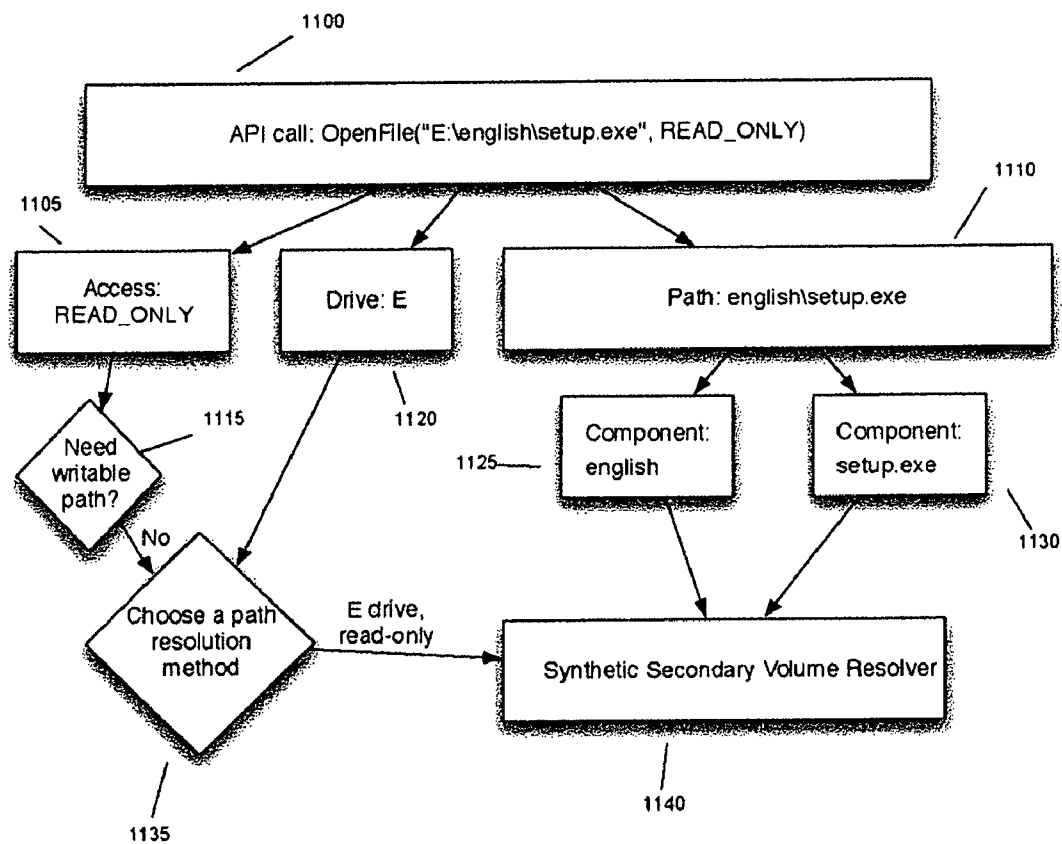 1100
API call: OpenFile("E:\english\setup.exe", READ_ONLY)
1110
1105
Access:
READ_ONLY
Drive: E
Path: english\setup.exe
1115
1120
Need
writable
path?
1125
Component:
english
Component:
setup.exe
1130
No
Choose a path
resolution
method
E drive,
read-only
Synthetic Secondary Volume Resolver
1140
1135